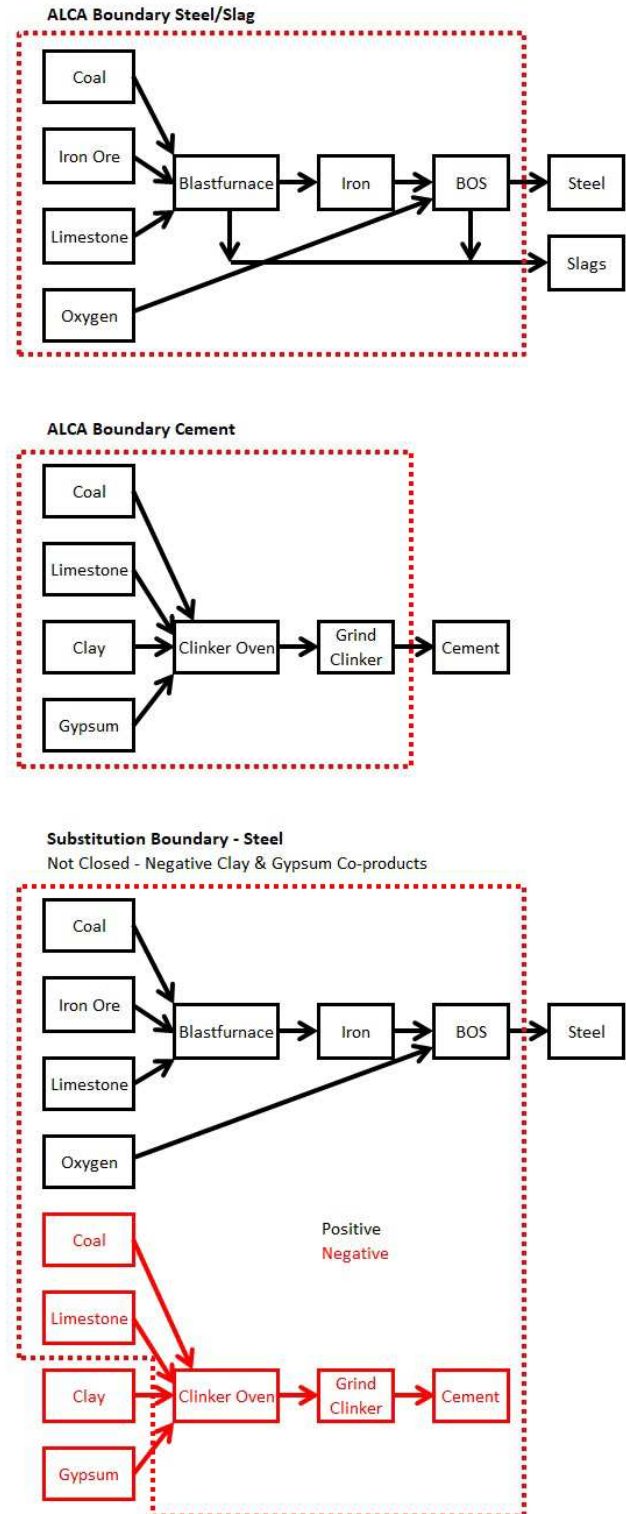 ALCA Boundary Steel/Slag
Coal
Iron Ore
Blastfurnace
Iron
BOS
Steel
Limestone
Slags
Oxygen
ALCA Boundary Cement
Coal
Limestone
Clay
Clinker Oven
Grind
Clinker
Cement
Gypsum
Substitution Boundary - Steel
Not Closed - Negative Clay & Gypsum Co-products
Coal
Iron Ore
Blastfurnace
Iron
BOS
Steel
Limestone
Oxygen
Positive
Negative
Coal
Limestone
Clay
Clinker Oven
Grind
Clinker
Cement
Gypsum